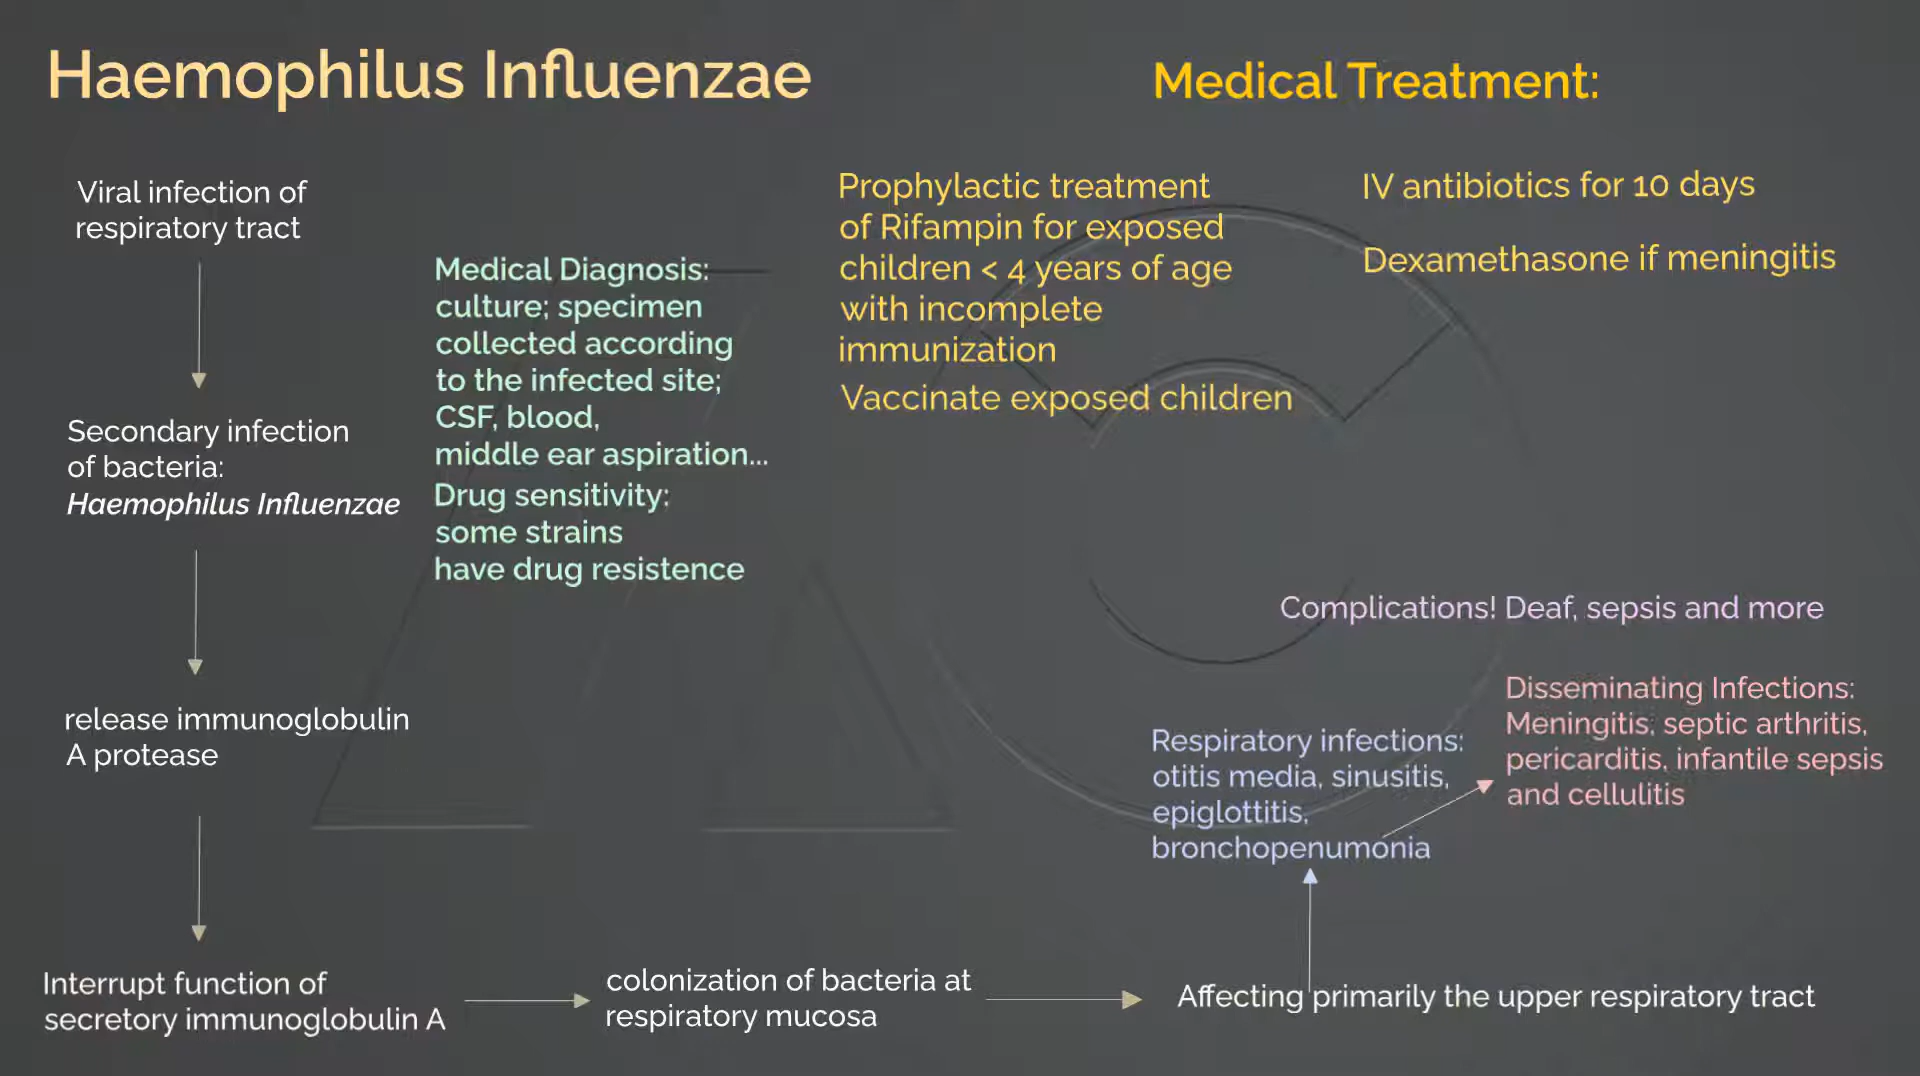 Haemophilus Influenzae
Viral infection of
respiratory tract
Secondary infection
of bacteria:
Haemophilus Influenzae
release immunoglobulin
A protease
Interrupt function of
secretory immunoglobulin A
colonization of bacteria at
respiratory mucosa
Affecting primarily the upper respiratory tract
Medical Diagnosis:
culture; specimen
collected according
to the infected site;
CSF, blood,
middle ear aspiration...
Drug sensitivity:
some strains
have drug resistence
Medical Treatment:
Prophylactic treatment
of Rifampin for exposed
children < 4 years of age
with incomplete
immunization
Vaccinate exposed children
IV antibiotics for 10 days
Dexamethasone if meningitis
Complications! Deaf, sepsis and more
Respiratory infections:
otitis media, sinusitis,
epiglottitis,
bronchopenumonia
Disseminating Infections:
Meningitis, septic arthritis,
pericarditis, infantile sepsis
and cellulitis